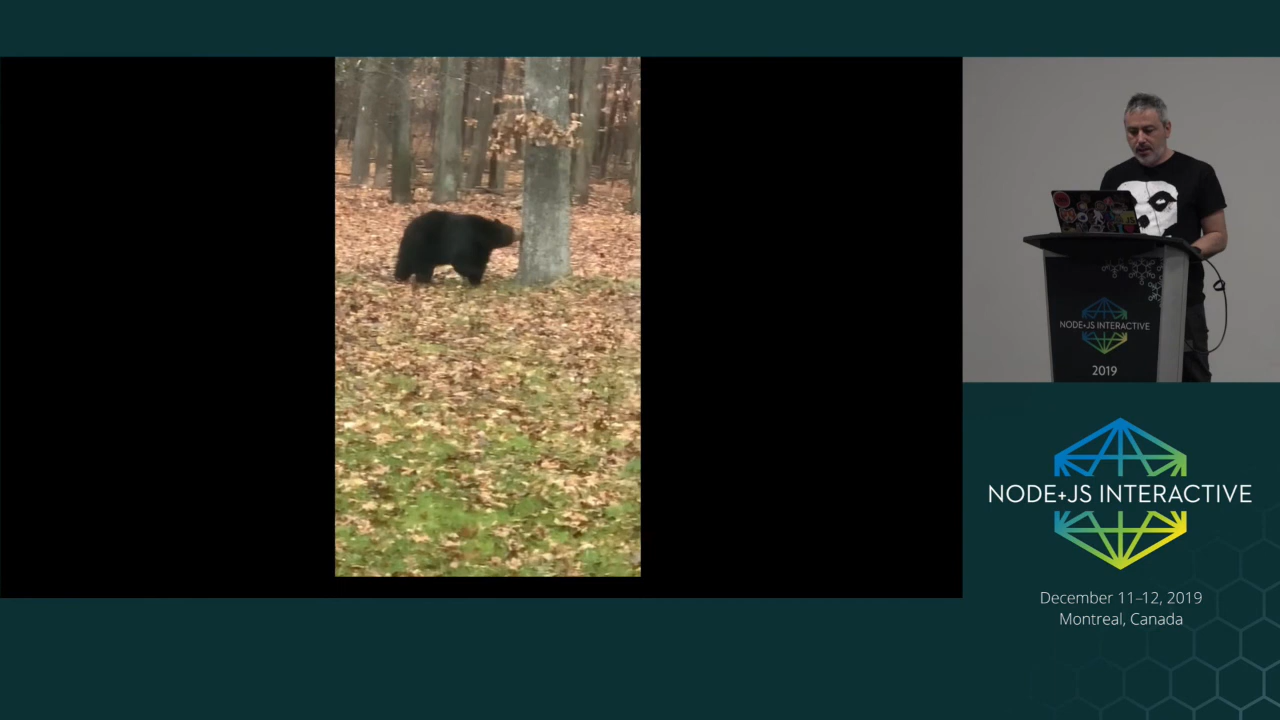 NODE+JS INTERACTIVE
2019
NODE+JS INTERACTIVE
December 11–12, 2019
Montreal, Canada